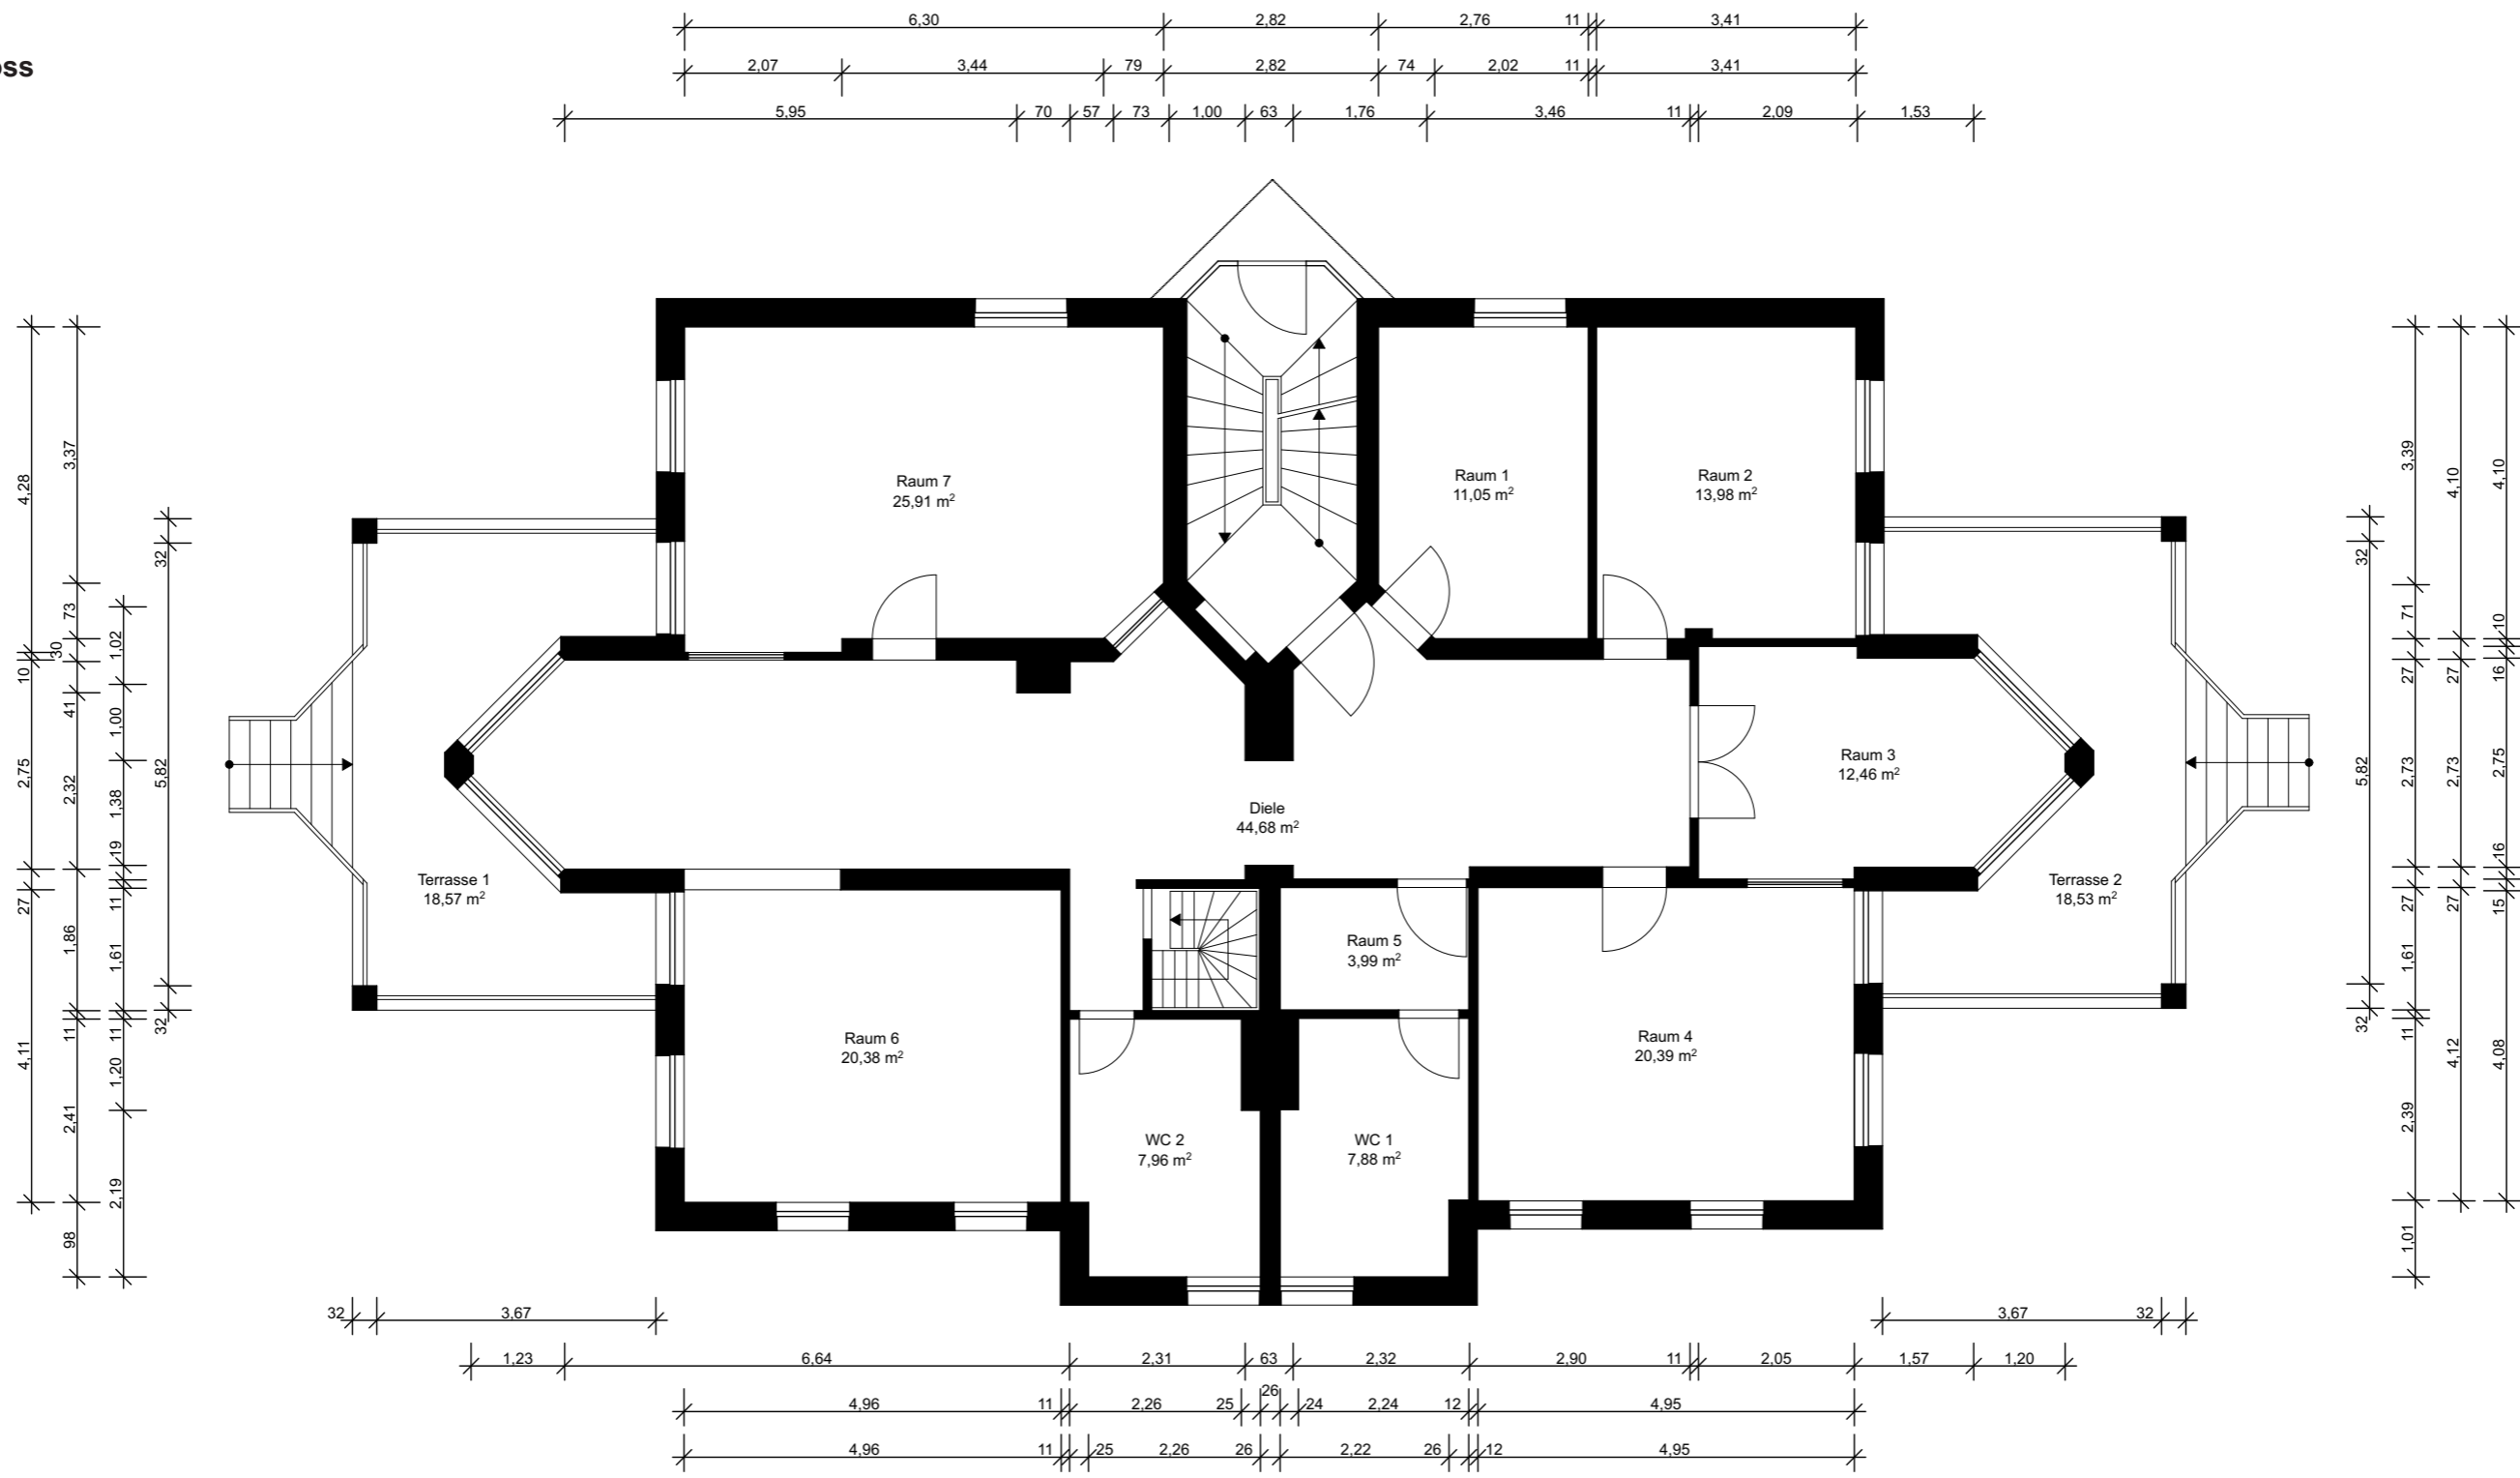 oss
6,30 2,82 2,76 11 3,41
2,07 3,44 79 2,82 74 2,02 11 3,41
5,95 70 57 73 1,00 63 1,76 3,46 11 2,09 1,53
4,28
10
2,75
27
4,11
3,37
73
30
41
2,32
1,86
11
2,41
98
1,02
1,00
1,38
19
11
1,61
11
1,20
2,19
32
5,82
32
Raum 7
25,91 m²
Raum 1
11,05 m²
Raum 2
13,98 m²
Raum 3
12,46 m²
Diele
44,68 m²
Terrasse 1
18,57 m²
Terrasse 2
18,53 m²
Raum 5
3,99 m²
Raum 6
20,38 m²
Raum 4
20,39 m²
WC 2
7,96 m²
WC 1
7,88 m²
32
5,82
32
3,39
71
27
2,73
27
1,61
11
2,39
1,01
4,10
27
2,73
27
4,12
4,10
10
16
2,75
16
15
4,08
32 3,67 3,67 32
1,23 6,64 2,31 63 2,32 2,90 11 2,05 1,57 1,20
4,96 11 2,26 25 26 24 2,24 12 4,95
4,96 11 25 2,26 26 2,22 26 12 4,95